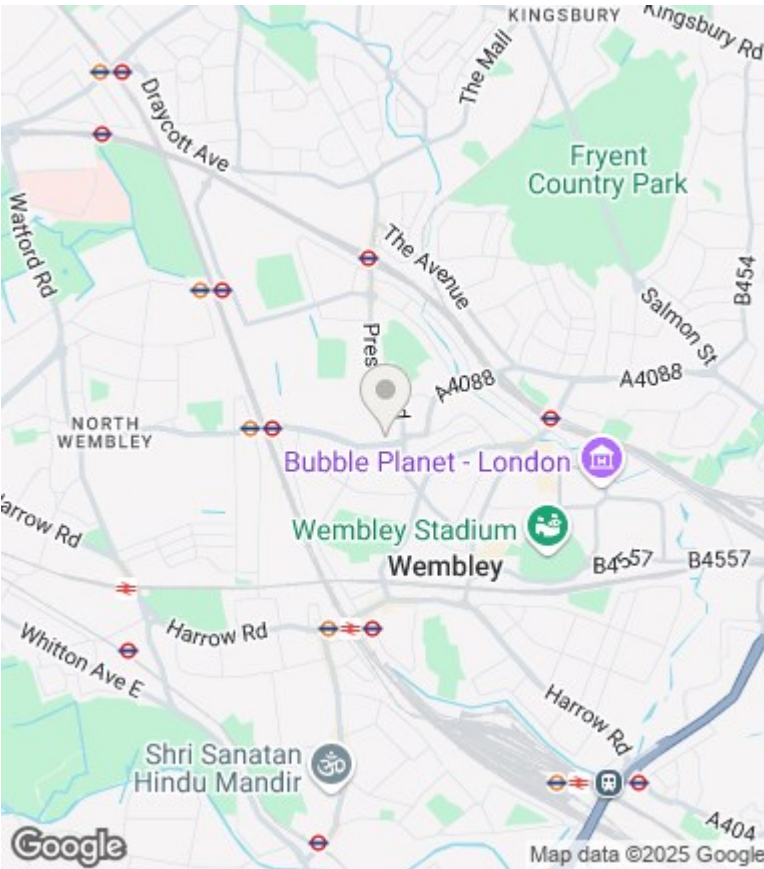 KINGSBURY
Kingsbury Rd
The Mall
Draycott Ave
Fryent
Country Park
Watford Rd
The Avenue
B454
Salmon St
Pres
A4088
A4088
NORTH
WEMBLEY
Bubble Planet - London
Wembley Stadium
Wembley
B4557
B4557
Harrow Rd
Harrow Rd
Whitton Ave E
Harrow Rd
Shri Sanatan
Hindu Mandir
ॐ
A404
Google
Map data ©2025 Google